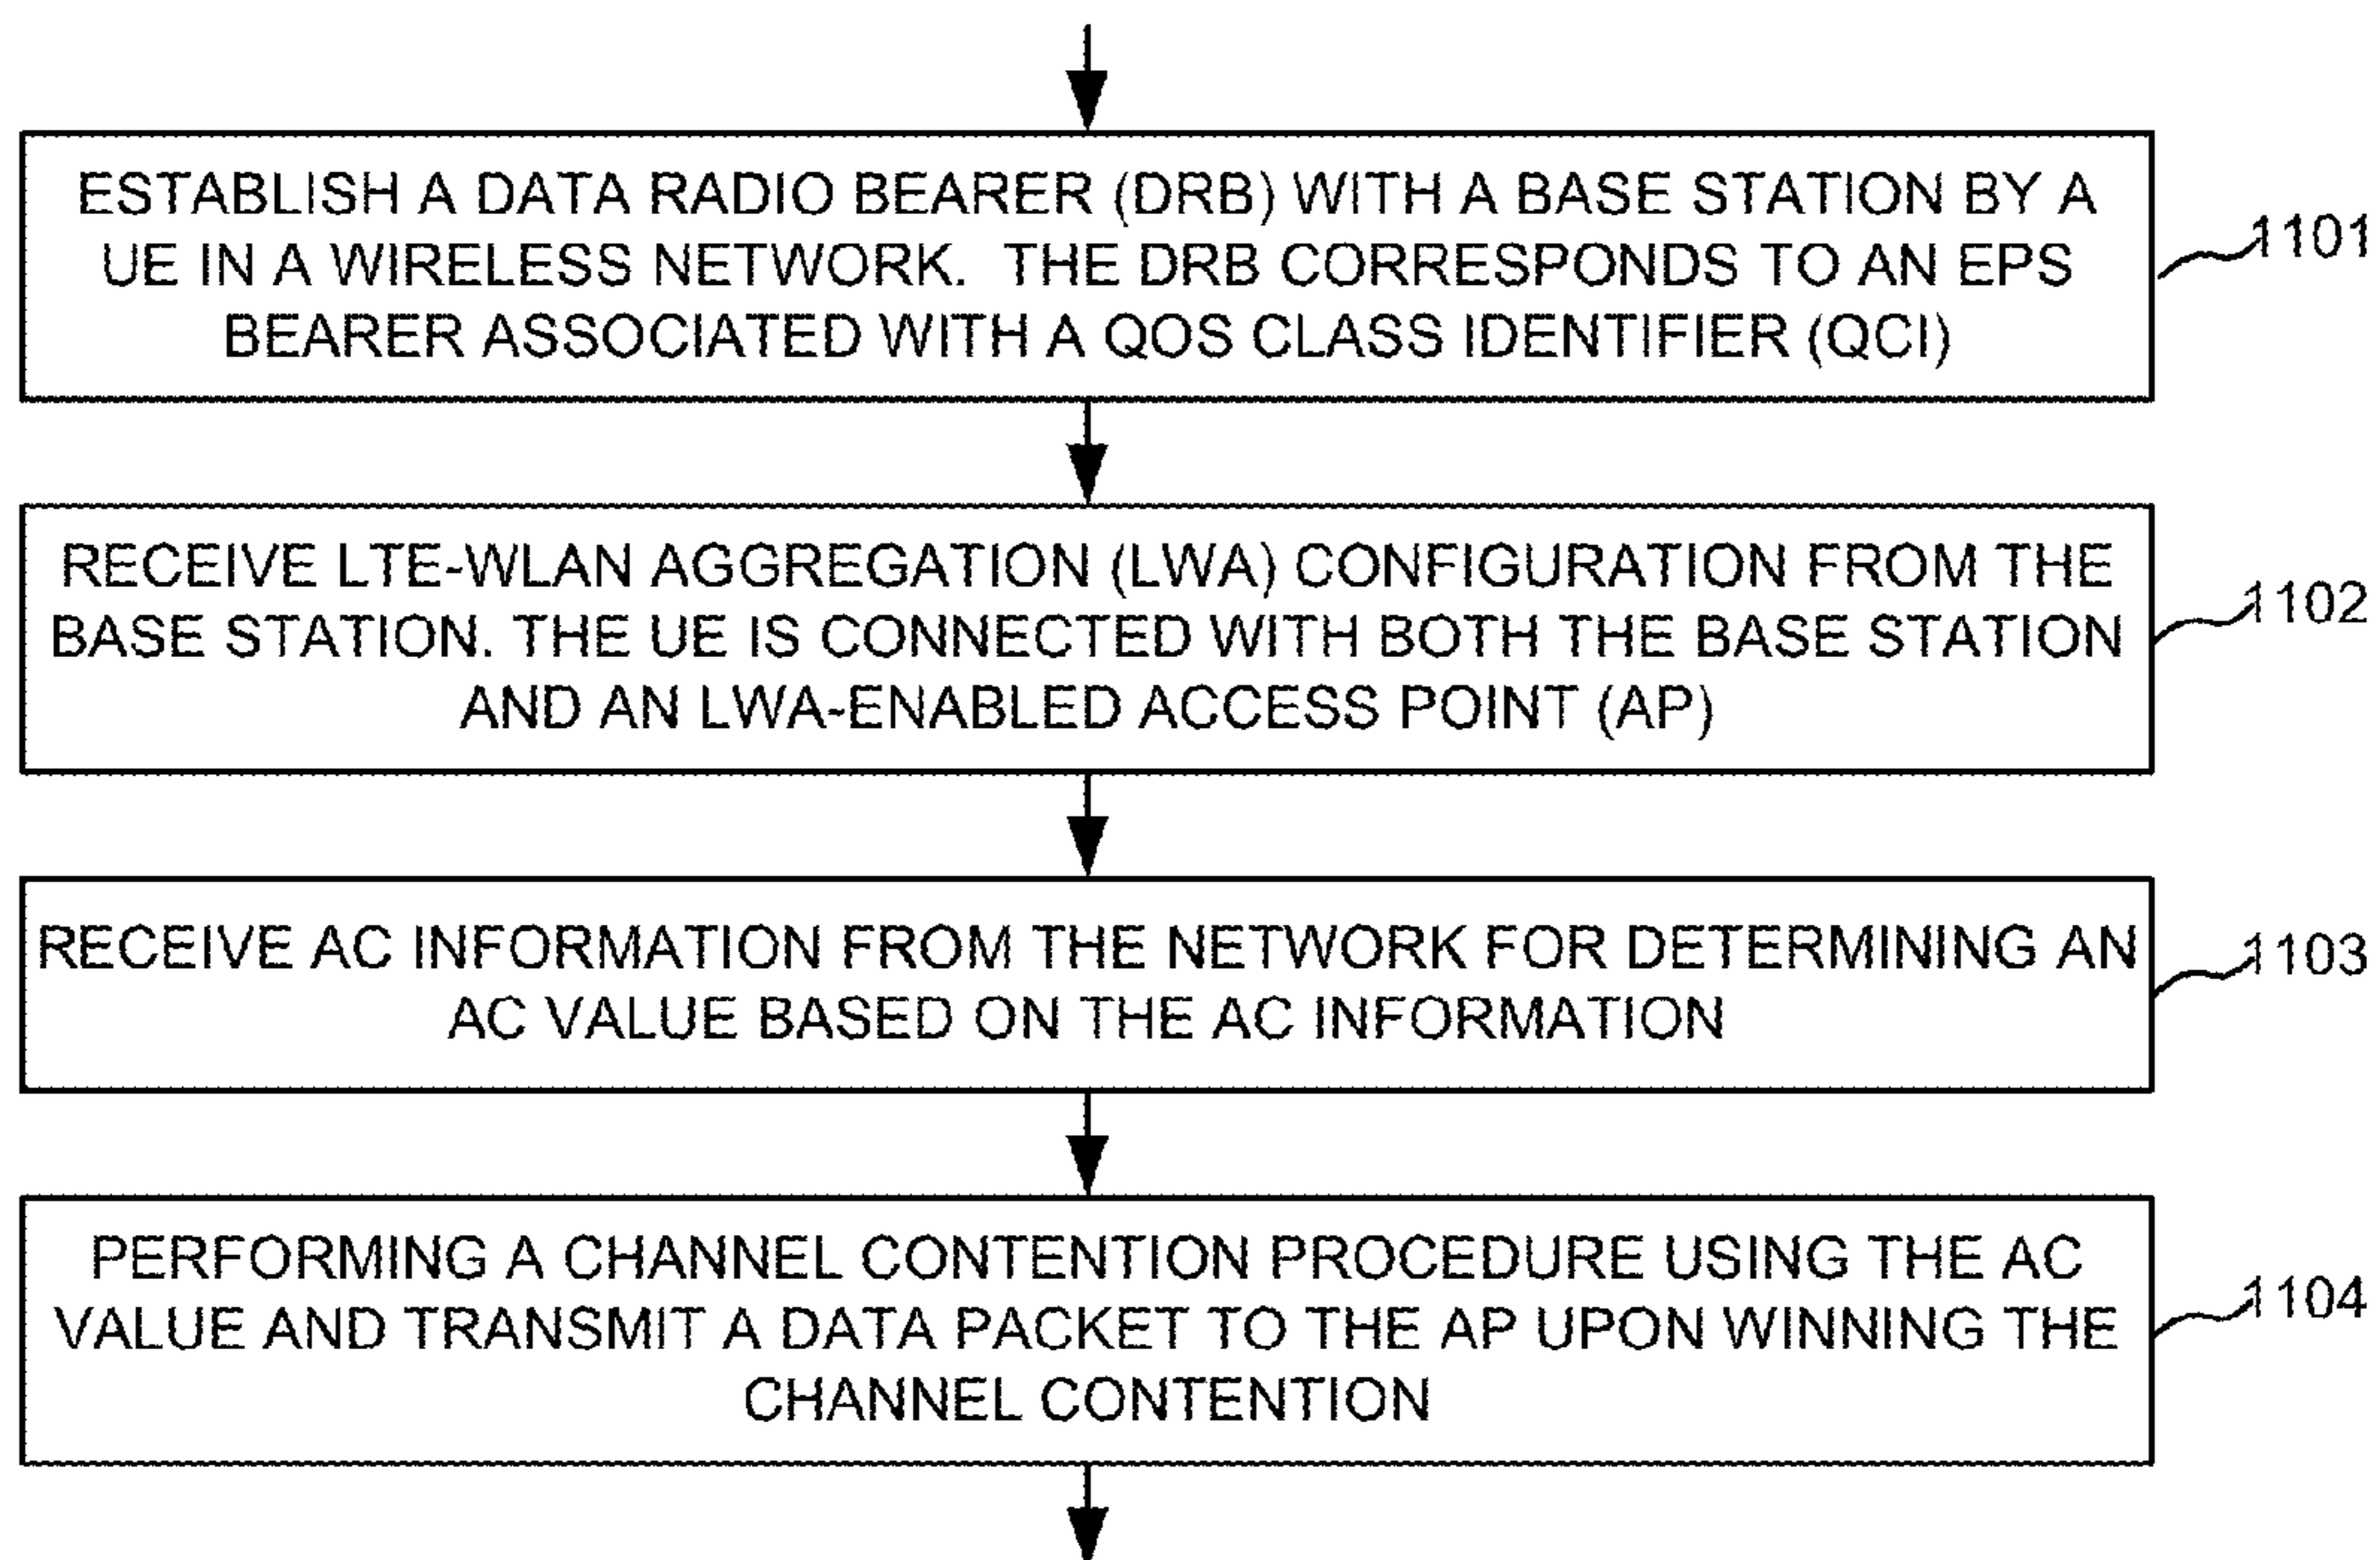 ESTABLISH A DATA RADIO BEARER (DRB) WITH A BASE STATION BY A
UE IN A WIRELESS NETWORK. THE DRB CORRESPONDS TO AN EPS
BEARER ASSOCIATED WITH A QOS CLASS IDENTIFIER (QCI)
1101
RECEIVE LTE-WLAN AGGREGATION (LWA) CONFIGURATION FROM THE
BASE STATION. THE UE IS CONNECTED WITH BOTH THE BASE STATION
AND AN LWA-ENABLED ACCESS POINT (AP)
1102
RECEIVE AC INFORMATION FROM THE NETWORK FOR DETERMINING AN
AC VALUE BASED ON THE AC INFORMATION
1103
PERFORMING A CHANNEL CONTENTION PROCEDURE USING THE AC
VALUE AND TRANSMIT A DATA PACKET TO THE AP UPON WINNING THE
CHANNEL CONTENTION
1104